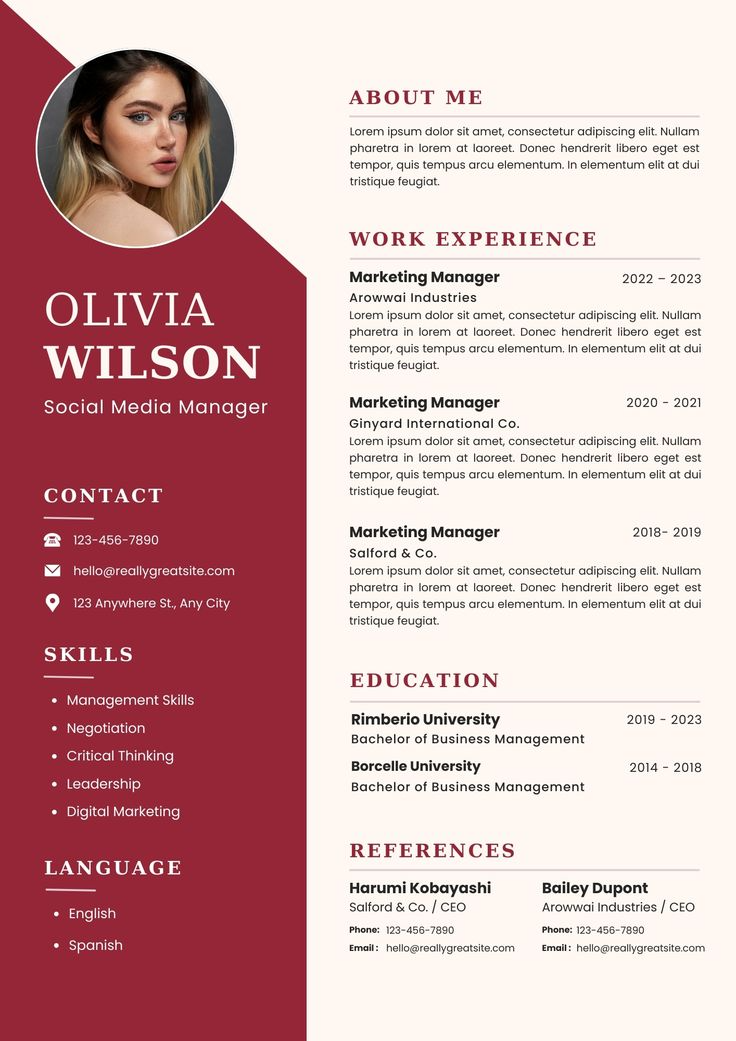 OLIVIA
WILSON
Social Media Manager
CONTACT
123-456-7890
hello@reallygreatsite.com
123 Anywhere St., Any City
SKILLS
• Management Skills
• Negotiation
• Critical Thinking
• Leadership
• Digital Marketing
LANGUAGE
• English
• Spanish
ABOUT ME
Lorem ipsum dolor sit amet, consectetur adipiscing elit. Nullam
pharetra in lorem at laoreet. Donec hendrerit libero eget est
tempor, quis tempus arcu elementum. In elementum elit at dui
tristique feugiat.
WORK EXPERIENCE
Marketing Manager 2022 – 2023
Arowwai Industries
Lorem ipsum dolor sit amet, consectetur adipiscing elit. Nullam
pharetra in lorem at laoreet. Donec hendrerit libero eget est
tempor, quis tempus arcu elementum. In elementum elit at dui
tristique feugiat.
Marketing Manager 2020 - 2021
Ginyard International Co.
Lorem ipsum dolor sit amet, consectetur adipiscing elit. Nullam
pharetra in lorem at laoreet. Donec hendrerit libero eget est
tempor, quis tempus arcu elementum. In elementum elit at dui
tristique feugiat.
Marketing Manager 2018- 2019
Salford & Co.
Lorem ipsum dolor sit amet, consectetur adipiscing elit. Nullam
pharetra in lorem at laoreet. Donec hendrerit libero eget est
tempor, quis tempus arcu elementum. In elementum elit at dui
tristique feugiat.
EDUCATION
Rimberio University 2019 - 2023
Bachelor of Business Management
Borcelle University 2014 - 2018
Bachelor of Business Management
REFERENCES
Harumi Kobayashi
Salford & Co. / CEO
Phone: 123-456-7890
Email : hello@reallygreatsite.com
Bailey Dupont
Arowwai Industries / CEO
Phone: 123-456-7890
Email : hello@reallygreatsite.com